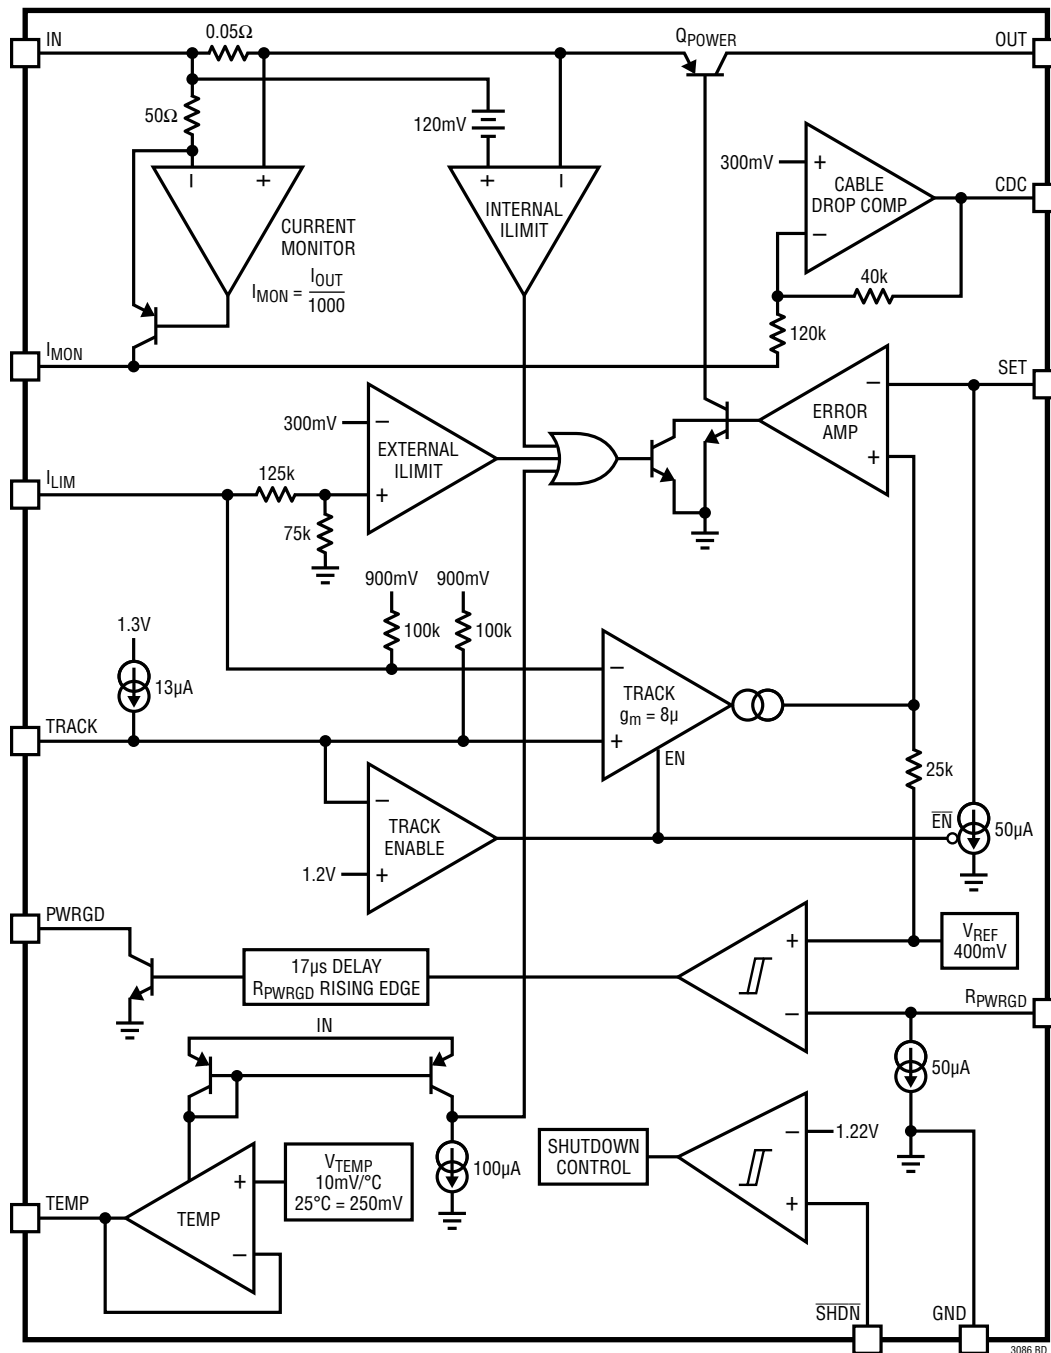 IN
0.05Ω
QPOWER
OUT
50Ω
120mV
300mV
+
CABLE
DROP COMP
–
CDC
– +
+ –
CURRENT
MONITOR
INTERNAL
ILIMIT
IMON = IOUT
1000
40k
120k
IMON
SET
300mV
–
EXTERNAL
ILIMIT
+
–
ERROR
AMP
+
ILIM
125k
75k
900mV 900mV
100k 100k
1.3V
13µA
–
TRACK
gm = 8µ
+
EN
TRACK
25k
–
TRACK
ENABLE
+
1.2V
EN
50µA
PWRGD
17µs DELAY
RPWRGD RISING EDGE
+
–
VREF
400mV
RPWRGD
IN
50µA
100µA
SHUTDOWN
CONTROL
–
1.22V
+
TEMP
TEMP
+
–
VTEMP
10mV/°C
25°C = 250mV
SHDN
GND
3086 BD